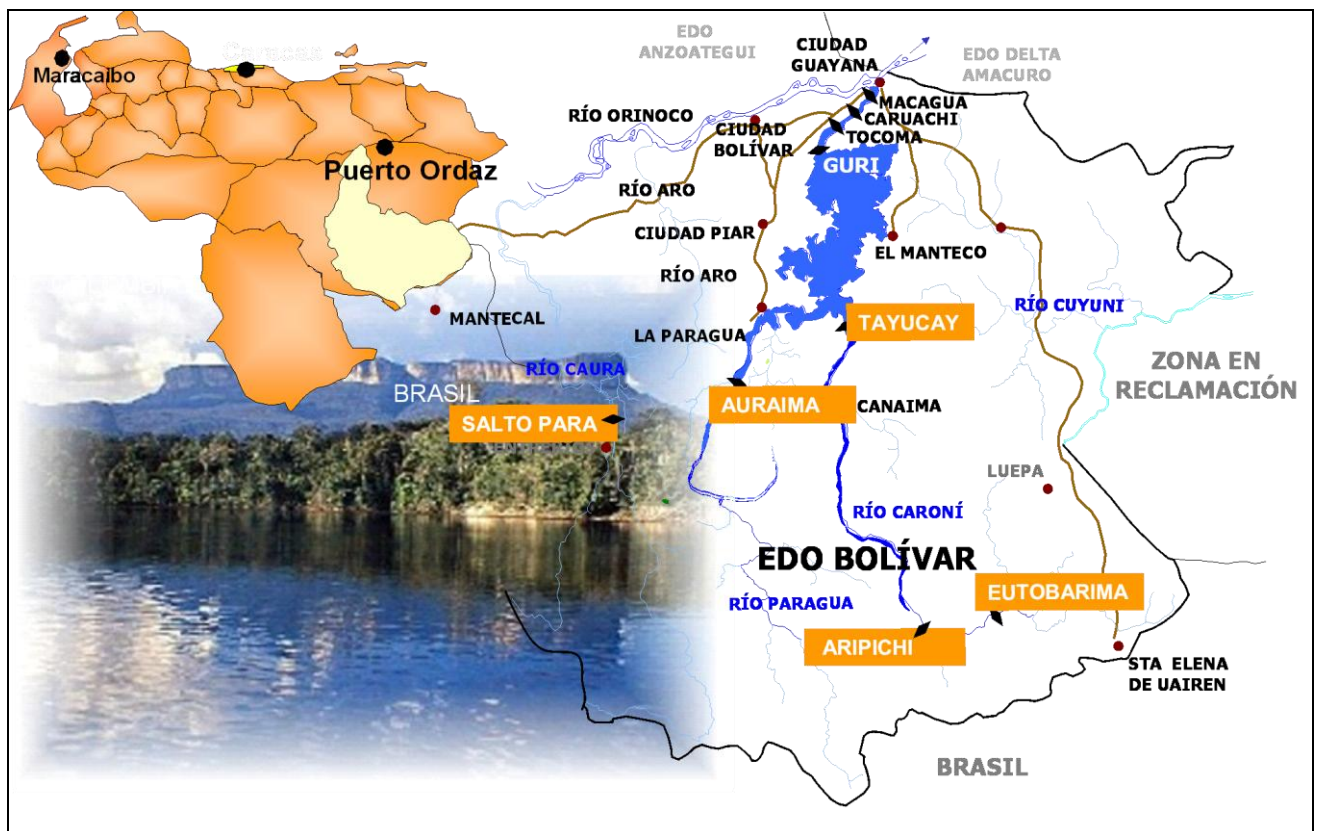 Caracas
Maracaibo
Puerto Ordaz
EDO
ANZOATEGUI
CIUDAD
GUAYANA
EDO DELTA
AMACURO
RÍO ORINOCO
MACAGUA
CARUACHI
TOCOMA
CIUDAD
BOLÍVAR
GURI
RÍO ARO
CIUDAD PIAR
EL MANTECO
RÍO ARO
MANTECAL
LA PARAGUA
TAYUCAY
RÍO CUYUNI
ZONA EN
RECLAMACIÓN
RÍO CAURA
BRASIL
AURAIMA
CANAIMA
SALTO PARA
LUEPA
RÍO CARONÍ
EDO BOLÍVAR
EUTOBARIMA
RÍO PARAGUA
ARIPICHI
STA ELENA
DE UAIREN
BRASIL